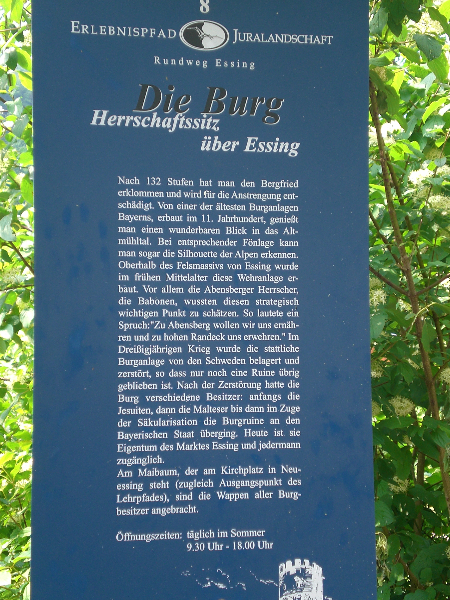 8
ERLEBNISPFAD JURALANDSCHAFT
Rundweg Essing
Die Burg
Herrschaftssitz
über Essing
Nach 132 Stufen hat man den Bergfried
erklommen und wird für die Anstrengung ent-
schädigt. Von einer der ältesten Burganlagen
Bayerns, erbaut im 11. Jahrhundert, genießt
man einen wunderbaren Blick in das Alt-
mühltal. Bei entsprechender Fönlage kann
man sogar die Silhouette der Alpen erkennen.
Oberhalb des Felsmassivs von Essing wurde
im frühen Mittelalter diese Wehranlage er-
baut. Vor allem die Abensberger Herrscher,
die Babonen, wussten diesen strategisch
wichtigen Punkt zu schätzen. So lautete ein
Spruch:"Zu Abensberg wollen wir uns ernäh-
ren und zu hohen Randeck uns erwehren." Im
Dreißigjährigen Krieg wurde die stattliche
Burganlage von den Schweden belagert und
zerstört, so dass nur noch eine Ruine übrig
geblieben ist. Nach der Zerstörung hatte die
Burg verschiedene Besitzer: anfangs die
Jesuiten, dann die Malteser bis dann im Zuge
der Säkularisation die Burgruine an den
Bayerischen Staat überging. Heute ist sie
Eigentum des Marktes Essing und jedermann
zugänglich.
Am Maibaum, der am Kirchplatz in Neu-
essing steht (zugleich Ausgangspunkt des
Lehrpfades), sind die Wappen aller Burg-
besitzer angebracht.
Öffnungszeiten: täglich im Sommer
9.30 Uhr - 18.00 Uhr